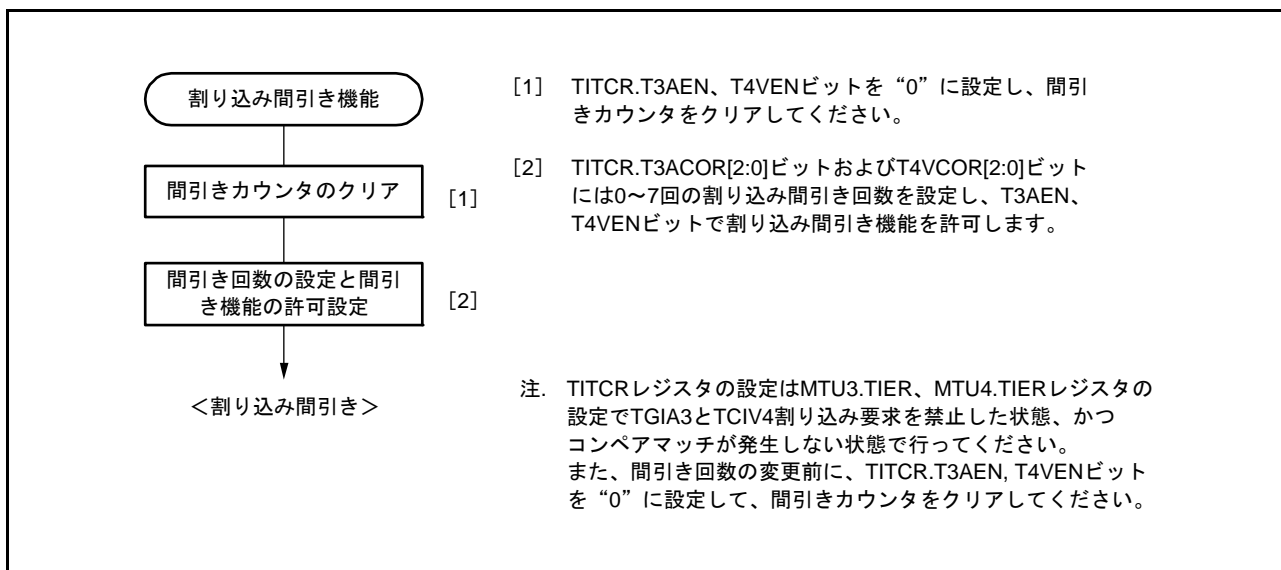 割り込み間引き機能
間引きカウンタのクリア
[1]
間引き回数の設定と間引
き機能の許可設定
[2]
＜割り込み間引き＞
[1] TITCR.T3AEN、T4VENビットを“0”に設定し、間引
きカウンタをクリアしてください。
[2] TITCR.T3ACOR[2:0]ビットおよびT4VCOR[2:0]ビット
には0～7回の割り込み間引き回数を設定し、T3AEN、
T4VENビットで割り込み間引き機能を許可します。
注. TITCRレジスタの設定はMTU3.TIER、MTU4.TIERレジスタの
設定でTGIA3とTCIV4割り込み要求を禁止した状態、かつ
コンペアマッチが発生しない状態で行ってください。
また、間引き回数の変更前に、TITCR.T3AEN, T4VENビット
を“0”に設定して、間引きカウンタをクリアしてください。